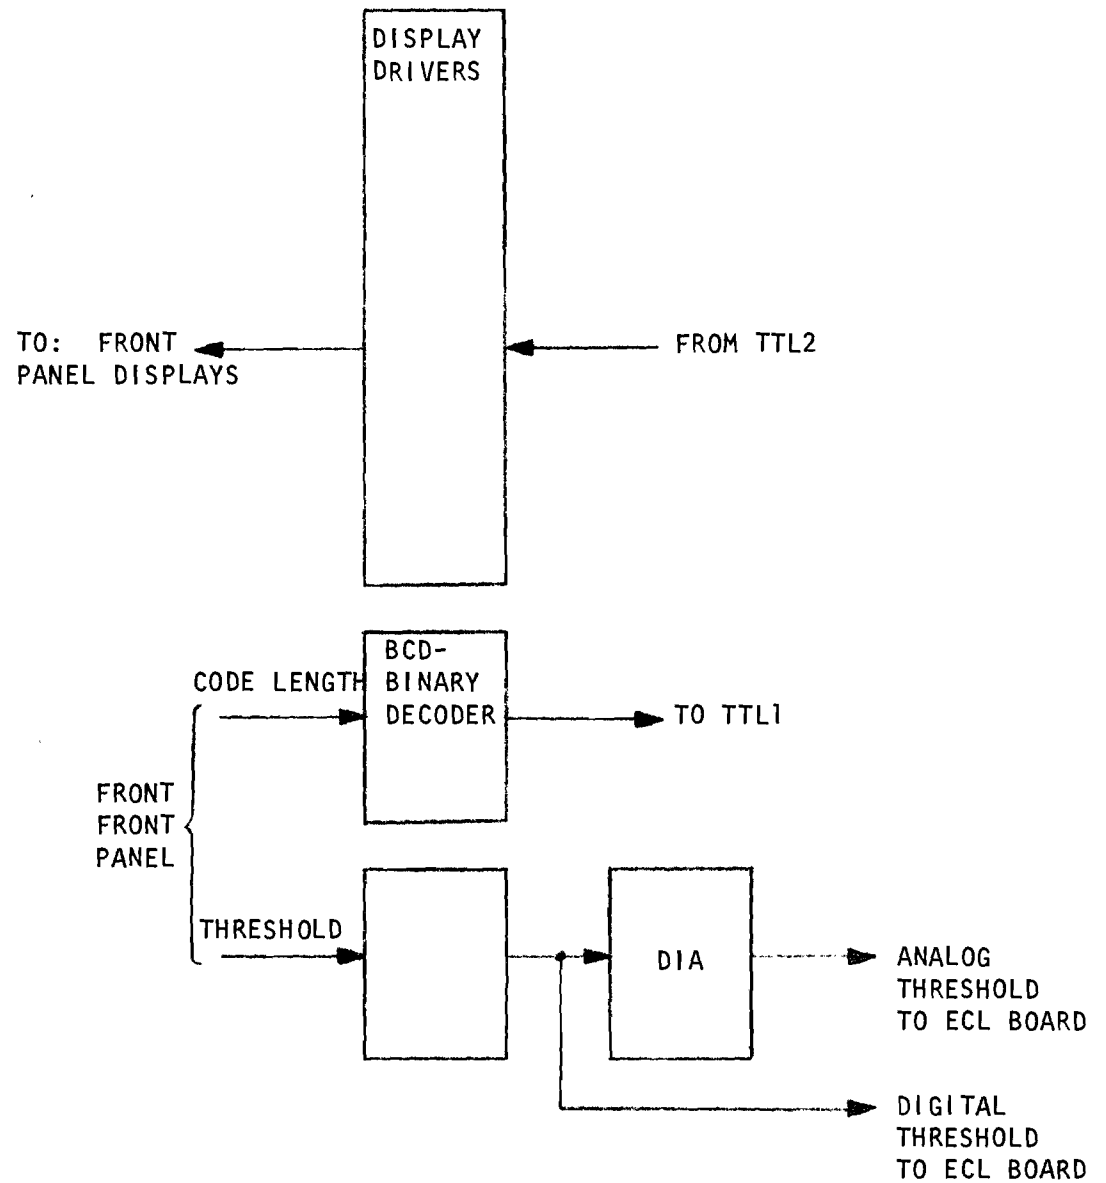 DISPLAY
DRIVERS
TO: FRONT
PANEL DISPLAYS
FROM TTL2
BCD-
BINARY
DECODER
CODE LENGTH
TO TTL1
FRONT
FRONT
PANEL
THRESHOLD
DIA
ANALOG
THRESHOLD
TO ECL BOARD
DIGITAL
THRESHOLD
TO ECL BOARD